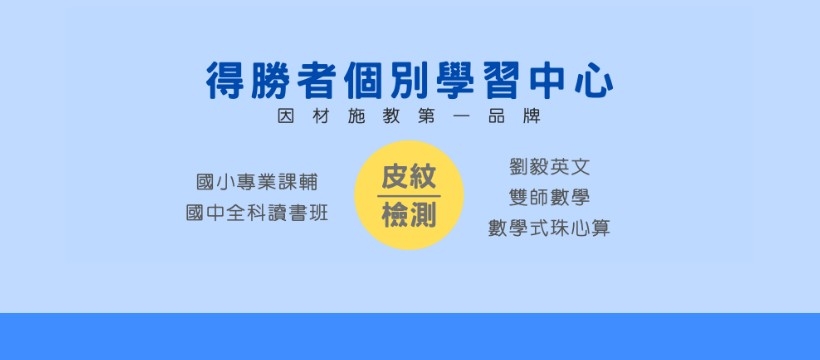 得勝者個別學習中心
因材施教第一品牌
國小專業課輔
國中全科讀書班
皮紋
檢測
劉毅英文
雙師數學
數學式珠心算